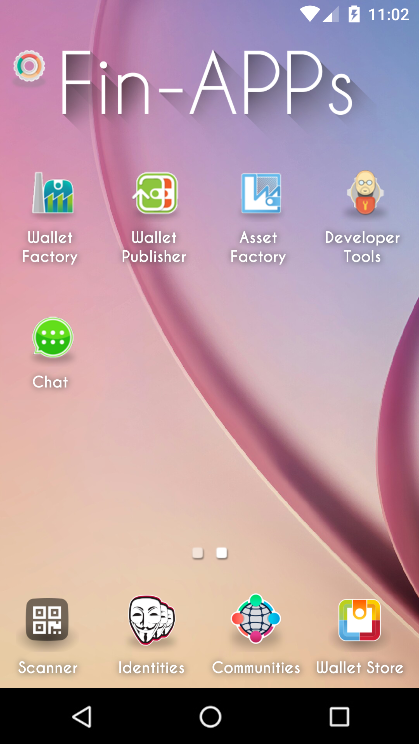 11:02
Fin-APPs
Wallet Factory
Wallet Publisher
Asset Factory
Developer Tools
Chat
Scanner
Identities
Communities
Wallet Store